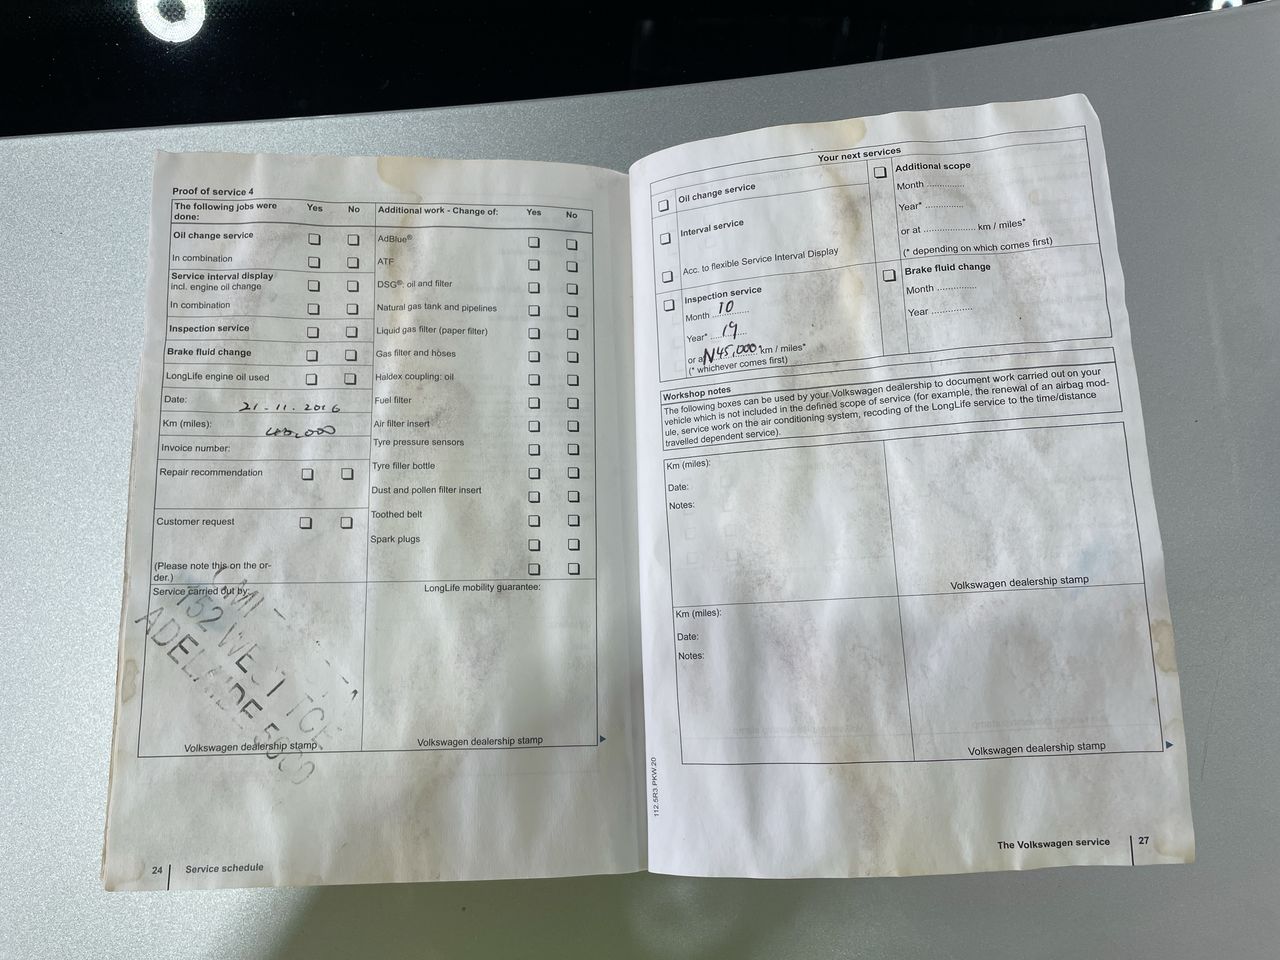 Proof of service 4
The following jobs were done: Yes No
Oil change service
In combination
Service interval display
incl. engine oil change
In combination
Inspection service
Brake fluid change
LongLife engine oil used
Date: 21.11.2016
Km (miles):
Invoice number:
Repair recommendation
Customer request
(Please note this on the or-
der.)
Service carried out by:
152 WEST TCE
ADELAIDE 5000
Volkswagen dealership stamp
Additional work - Change of: Yes No
AdBlue®
ATF
DSG®: oil and filter
Natural gas tank and pipelines
Liquid gas filter (paper filter)
Gas filter and hoses
Haldex coupling: oil
Fuel filter
Air filter insert
Tyre pressure sensors
Tyre filler bottle
Dust and pollen filter insert
Toothed belt
Spark plugs
LongLife mobility guarantee:
Volkswagen dealership stamp
24 Service schedule
Your next services
Oil change service
Interval service
Acc. to flexible Service Interval Display
Inspection service
Month 10
Year* 19
or at 45,000 km / miles*
(* whichever comes first)
Additional scope
Month ..............
Year* ..............
or at ................... km / miles*
(* depending on which comes first)
Brake fluid change
Month ..............
Year ..............
Workshop notes
The following boxes can be used by your Volkswagen dealership to document work carried out on your
vehicle which is not included in the defined scope of service (for example, the renewal of an airbag mod-
ule, service work on the air conditioning system, recoding of the LongLife service to the time/distance
travelled dependent service).
Km (miles):
Date:
Notes:
Volkswagen dealership stamp
Km (miles):
Date:
Notes:
Volkswagen dealership stamp
112.5R3.PKW.20
The Volkswagen service 27